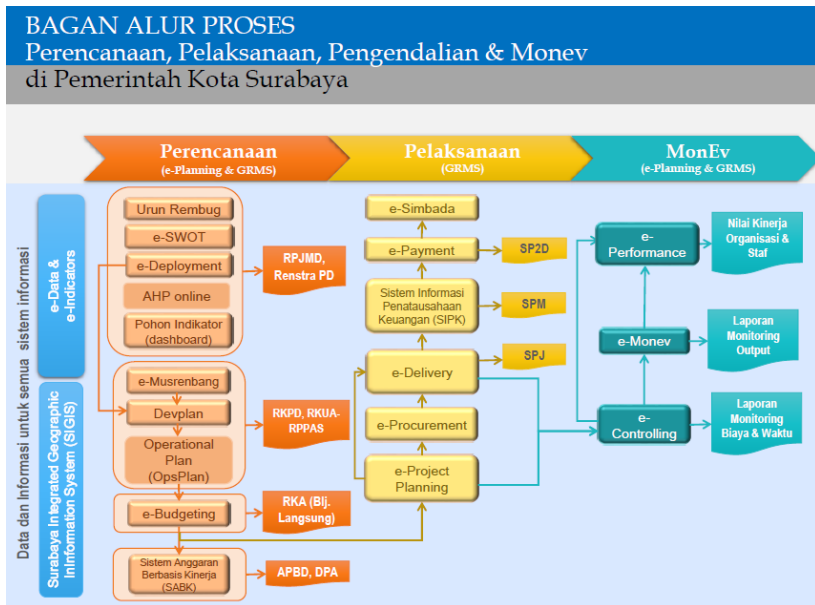 BAGAN ALUR PROSES
Perencanaan, Pelaksanaan, Pengendalian & Monev
di Pemerintah Kota Surabaya
Perencanaan
(e-Planning & GRMS)
Pelaksanaan
(GRMS)
MonEv
(e-Planning & GRMS)
Data dan Informasi untuk semua sistem informasi
e-Data &
e-Indicators
Surabaya Integrated Geographic
InInformation System (SIGIS)
Urun Rembug
e-SWOT
e-Deployment
AHP online
Pohon Indikator
(dashboard)
RPJMD,
Renstra PD
e-Musrenbang
Devplan
Operational
Plan
(OpsPlan)
RKPD, RKUA-
RPPAS
e-Budgeting
RKA (Blj.
Langsung)
Sistem Anggaran
Berbasis Kinerja
(SABK)
APBD, DPA
e-Simbada
e-Payment
SP2D
Sistem Informasi
Penatausahaan
Keuangan (SIPK)
SPM
SPJ
e-Delivery
e-Procurement
e-Project
Planning
e-
Performance
Nilai Kinerja
Organisasi &
Staf
e-Monev
Laporan
Monitoring
Output
e-
Controlling
Laporan
Monitoring
Biaya & Waktu